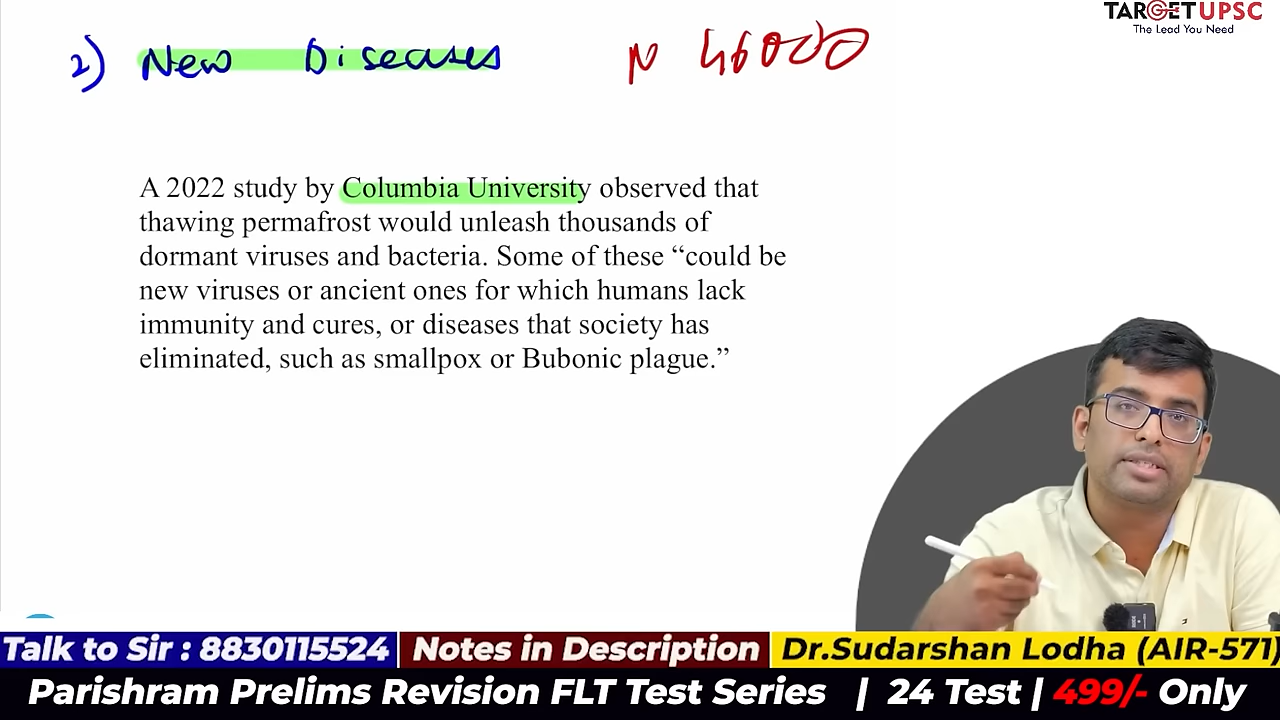 TARGETUPSC
The Lead You Need
2) New Diseases N 46000
A 2022 study by Columbia University observed that
thawing permafrost would unleash thousands of
dormant viruses and bacteria. Some of these “could be
new viruses or ancient ones for which humans lack
immunity and cures, or diseases that society has
eliminated, such as smallpox or Bubonic plague.”
Talk to Sir : 8830115524 Notes in Description Dr.Sudarshan Lodha (AIR-571)
Parishram Prelims Revision FLT Test Series | 24 Test | 499/- Only